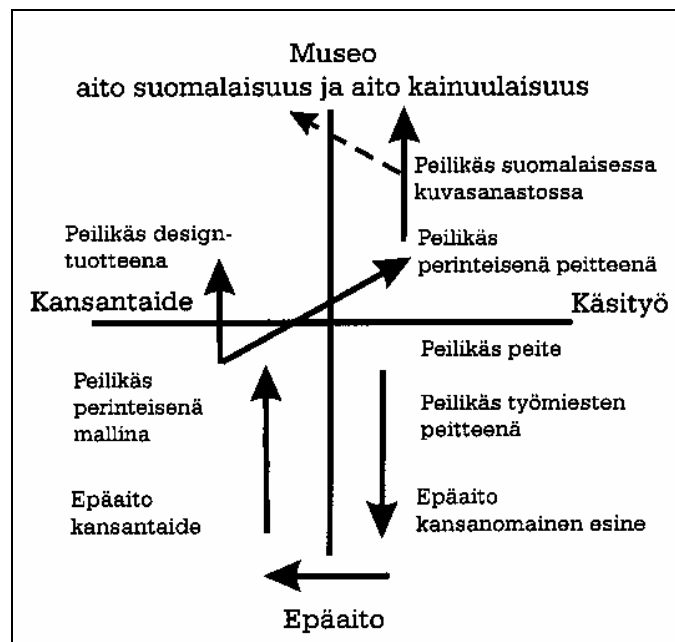 Museo
aito suomalaisuus ja aito kainuulaisuus
Peilikäs suomalaisessa
kuvasanastossa
Peilikäs design-
tuotteena
Peilikäs
perinteisenä peitteenä
Kansantaide
Käsityö
Peilikäs peite
Peilikäs
perinteisenä
mallina
Peilikäs työmiesten
peitteenä
Epäaito
kansantaide
Epäaito
kansanomainen esine
Epäaito